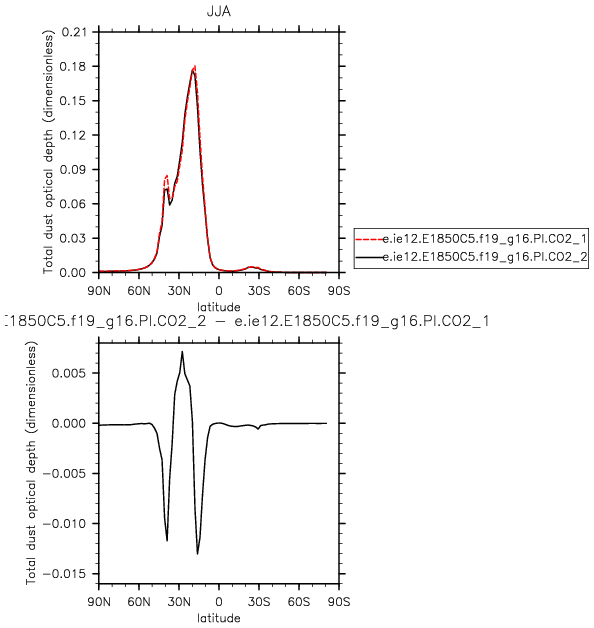 JJA
Total dust optical depth (dimensionless)
0.21
0.18
0.15
0.12
0.09
0.06
0.03
0.00
90N 60N 30N 0 30S 60S 90S
latitude
e.ie12.E1850C5.f19_g16.PI.CO2_1
e.ie12.E1850C5.f19_g16.PI.CO2_2
1850C5.f19_g16.PI.CO2_2 - e.ie12.E1850C5.f19_g16.PI.CO2_1
Total dust optical depth (dimensionless)
0.005
0.000
-0.005
-0.010
-0.015
90N 60N 30N 0 30S 60S 90S
latitude